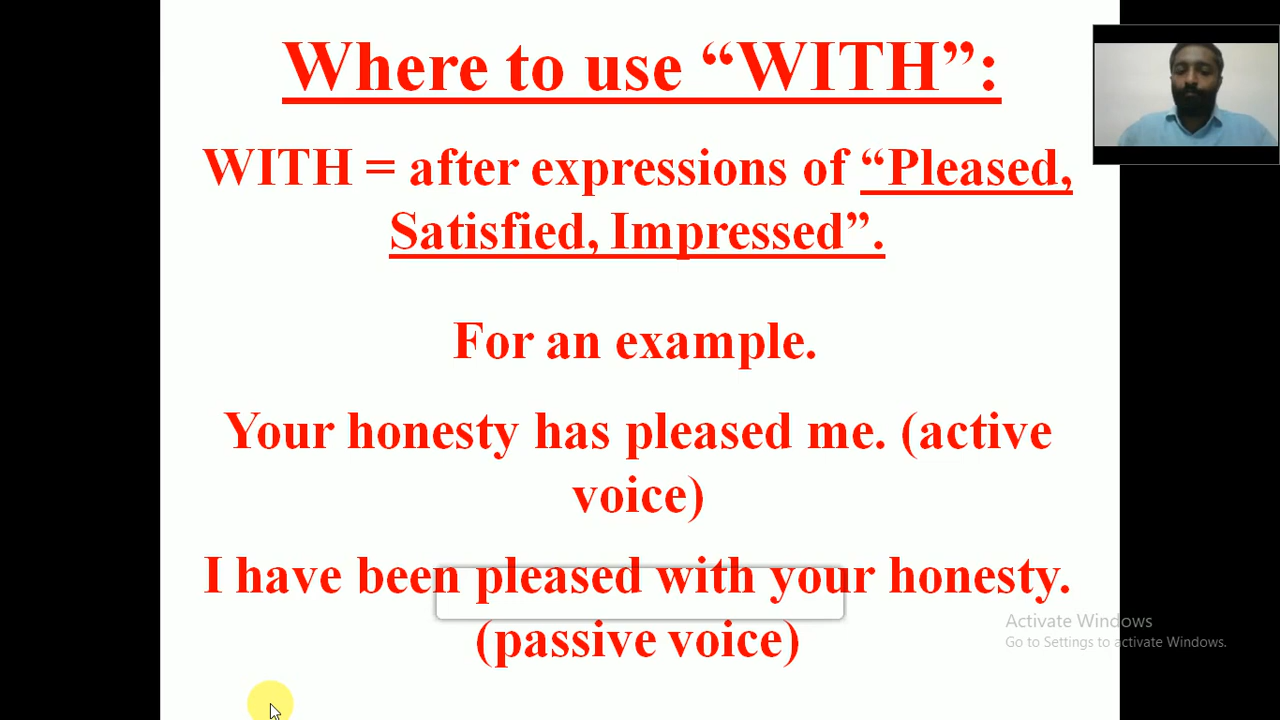 Where to use “WITH”:
WITH = after expressions of “Pleased,
Satisfied, Impressed”.
For an example.
Your honesty has pleased me. (active
voice)
I have been pleased with your honesty.
(passive voice)
Activate Windows
Go to Settings to activate Windows.